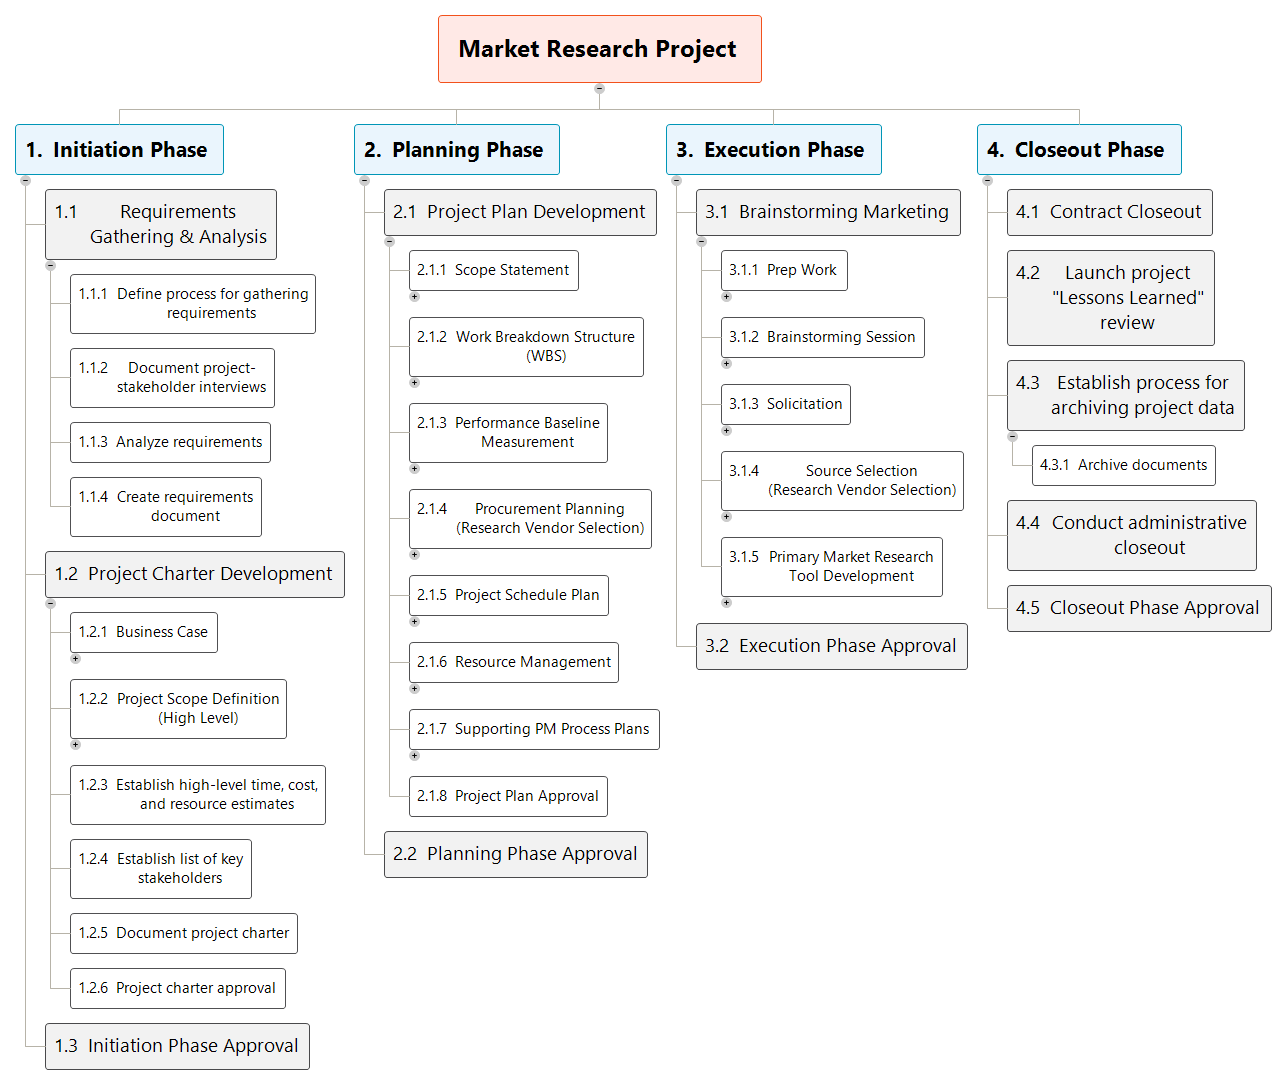 Market Research Project
1. Initiation Phase
1.1 Requirements
Gathering & Analysis
1.1.1 Define process for gathering
requirements
1.1.2 Document project-
stakeholder interviews
1.1.3 Analyze requirements
1.1.4 Create requirements
document
1.2 Project Charter Development
1.2.1 Business Case
1.2.2 Project Scope Definition
(High Level)
1.2.3 Establish high-level time, cost,
and resource estimates
1.2.4 Establish list of key
stakeholders
1.2.5 Document project charter
1.2.6 Project charter approval
1.3 Initiation Phase Approval
2. Planning Phase
2.1 Project Plan Development
2.1.1 Scope Statement
2.1.2 Work Breakdown Structure
(WBS)
2.1.3 Performance Baseline
Measurement
2.1.4 Procurement Planning
(Research Vendor Selection)
2.1.5 Project Schedule Plan
2.1.6 Resource Management
2.1.7 Supporting PM Process Plans
2.1.8 Project Plan Approval
2.2 Planning Phase Approval
3. Execution Phase
3.1 Brainstorming Marketing
3.1.1 Prep Work
3.1.2 Brainstorming Session
3.1.3 Solicitation
3.1.4 Source Selection
(Research Vendor Selection)
3.1.5 Primary Market Research
Tool Development
3.2 Execution Phase Approval
4. Closeout Phase
4.1 Contract Closeout
4.2 Launch project
"Lessons Learned"
review
4.3 Establish process for
archiving project data
4.3.1 Archive documents
4.4 Conduct administrative
closeout
4.5 Closeout Phase Approval